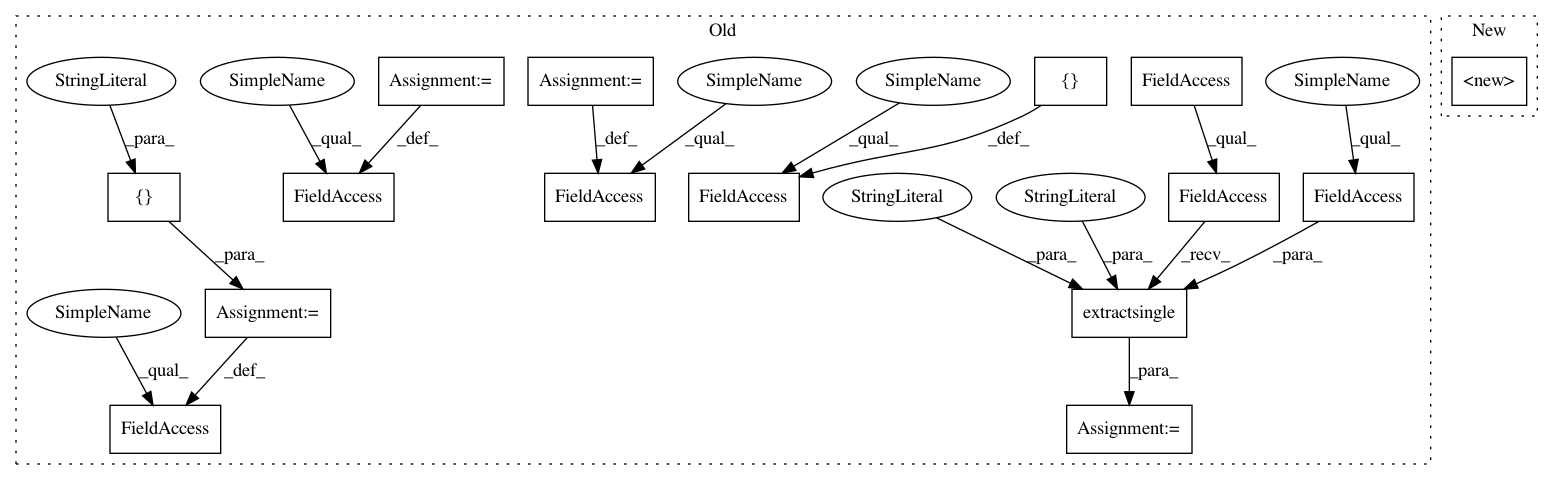 Old
New
StringLiteral
SimpleName
Assignment:=
Assignment:=
SimpleName
SimpleName
{}
FieldAccess
SimpleName
<new>
_para_
_qual_
_def_
_def_
_qual_
_qual_
_def_
_qual_
_qual_
{}
FieldAccess
FieldAccess
FieldAccess
StringLiteral
StringLiteral
FieldAccess
FieldAccess
_para_
_para_
_para_
_recv_
_para_
SimpleName
Assignment:=
extractsingle
_qual_
_def_
_para_
FieldAccess
Assignment:=